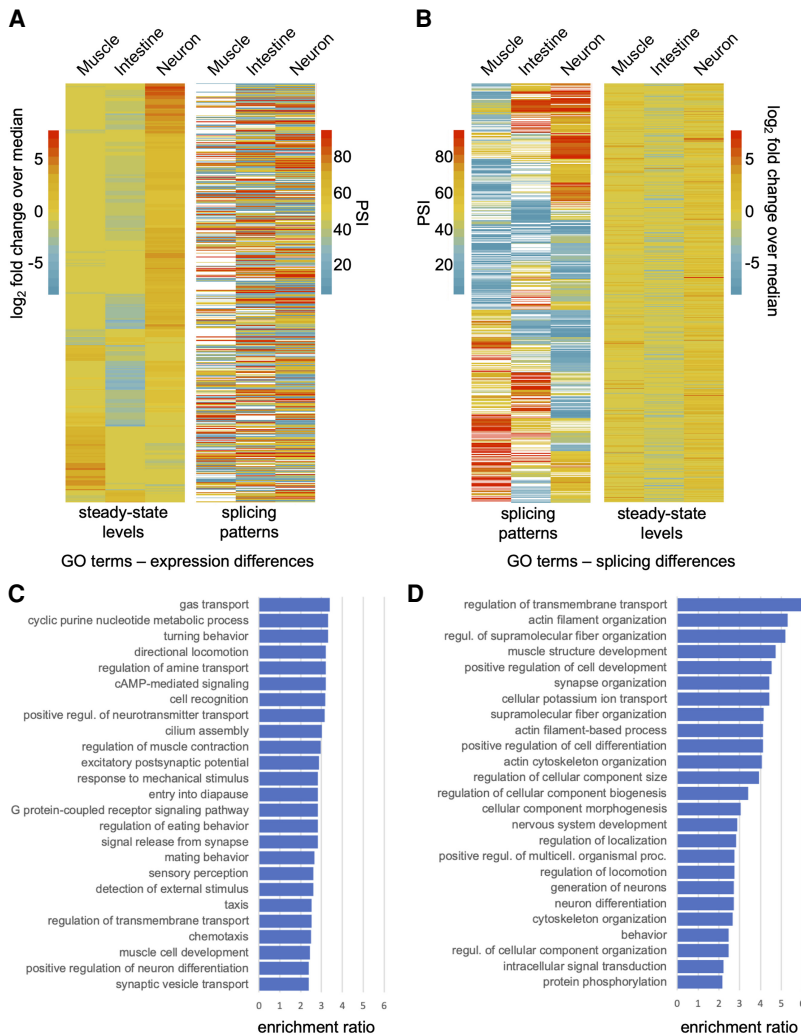 A
Muscle
Intestine
Neuron
Muscle
Intestine
Neuron
log2 fold change over median
5
0
-5
PSI
80
60
40
20
steady-state
levels
splicing
patterns
GO terms – expression differences
B
Muscle
Intestine
Neuron
Muscle
Intestine
Neuron
PSI
80
60
40
20
log2 fold change over median
5
0
-5
splicing
patterns
steady-state
levels
GO terms – splicing differences
C
gas transport
cyclic purine nucleotide metabolic process
turning behavior
directional locomotion
regulation of amine transport
cAMP-mediated signaling
cell recognition
positive regul. of neurotransmitter transport
cilium assembly
regulation of muscle contraction
excitatory postsynaptic potential
response to mechanical stimulus
entry into diapause
G protein-coupled receptor signaling pathway
regulation of eating behavior
signal release from synapse
mating behavior
sensory perception
detection of external stimulus
taxis
regulation of transmembrane transport
chemotaxis
muscle cell development
positive regulation of neuron differentiation
synaptic vesicle transport
0 1 2 3 4 5 6
enrichment ratio
D
regulation of transmembrane transport
actin filament organization
regul. of supramolecular fiber organization
muscle structure development
positive regulation of cell development
synapse organization
cellular potassium ion transport
supramolecular fiber organization
actin filament-based process
positive regulation of cell differentiation
actin cytoskeleton organization
regulation of cellular component size
regulation of cellular component biogenesis
cellular component morphogenesis
nervous system development
regulation of localization
positive regul. of multicell. organismal proc.
regulation of locomotion
generation of neurons
neuron differentiation
cytoskeleton organization
behavior
regul. of cellular component organization
intracellular signal transduction
protein phosphorylation
0 1 2 3 4 5 6
enrichment ratio